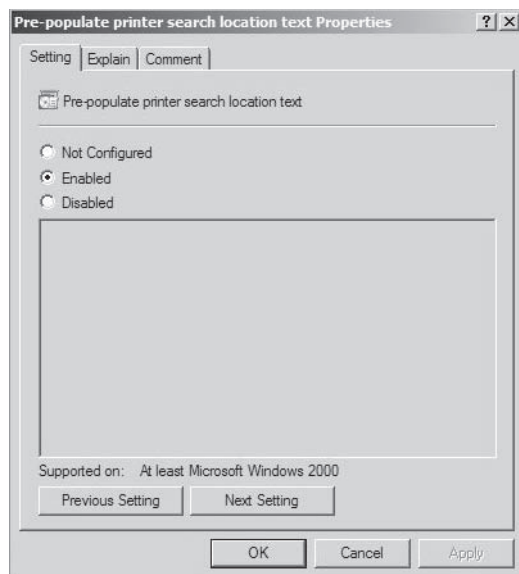 Pre-populate printer search location text Properties ? X
Setting Explain Comment
Pre-populate printer search location text
Not Configured
Enabled
Disabled
Supported on: At least Microsoft Windows 2000
Previous Setting Next Setting
OK Cancel Apply